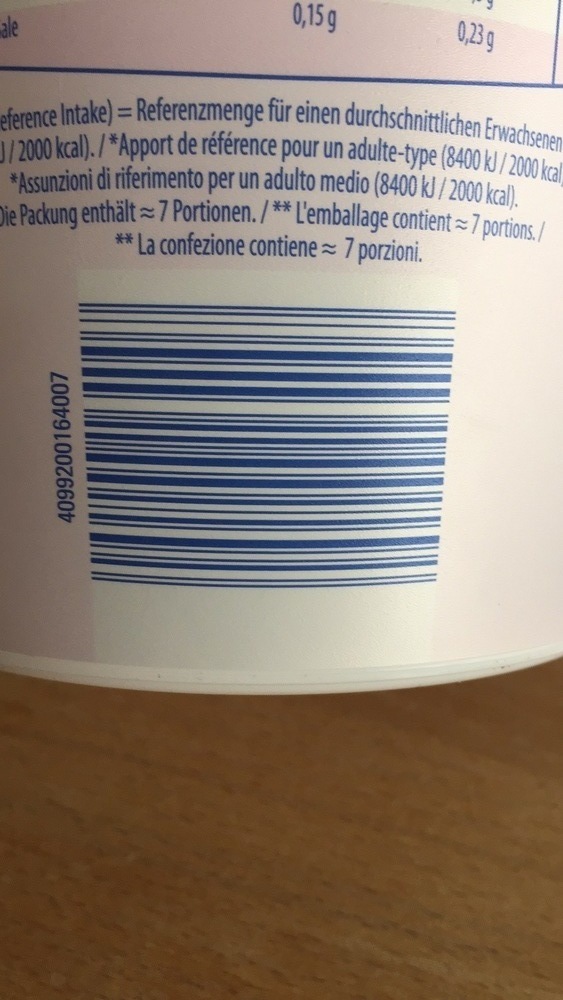 0,15 g 0,23 g
Intake) = Referenzmenge für einen durchschnittlichen Erwachsenen
/ 2000 kcal). / *Apport de référence pour un adulte-type (8400 kJ / 2000 kcal
*Assunzioni di riferimento per un adulto medio (8400 kJ / 2000 kcal).
Die Packung enthält ≈ 7 Portionen. / ** L'emballage contient ≈ 7 portions. /
** La confezione contiene ≈ 7 porzioni.
4099200164007